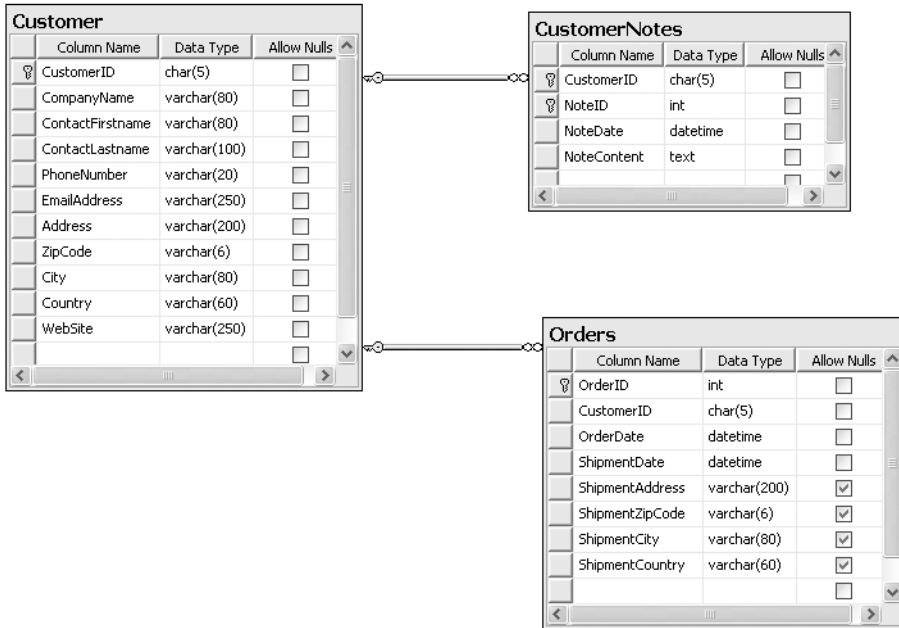 Customer
Column Name Data Type Allow Nulls
CustomerID char(5)
CompanyName varchar(80)
ContactFirstname varchar(80)
ContactLastname varchar(100)
PhoneNumber varchar(20)
EmailAddress varchar(250)
Address varchar(200)
ZipCode varchar(6)
City varchar(80)
Country varchar(60)
WebSite varchar(250)
CustomerNotes
Column Name Data Type Allow Nulls
CustomerID char(5)
NoteID int
NoteDate datetime
NoteContent text
Orders
Column Name Data Type Allow Nulls
OrderID int
CustomerID char(5)
OrderDate datetime
ShipmentDate datetime
ShipmentAddress varchar(200)
ShipmentZipCode varchar(6)
ShipmentCity varchar(80)
ShipmentCountry varchar(60)